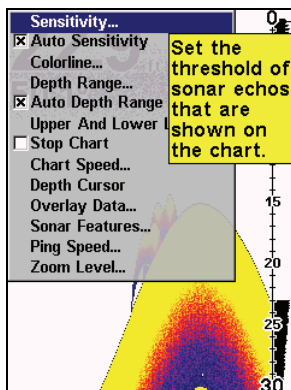 Sensitivity...
Auto Sensitivity
Colorline...
Depth Range...
Auto Depth Range
Upper And Lower
Stop Chart
Chart Speed...
Depth Cursor
Overlay Data...
Sonar Features...
Ping Speed...
Zoom Level...
Set the
threshold of
sonar echos
that are
shown on
the chart.
0
15
20
25
30